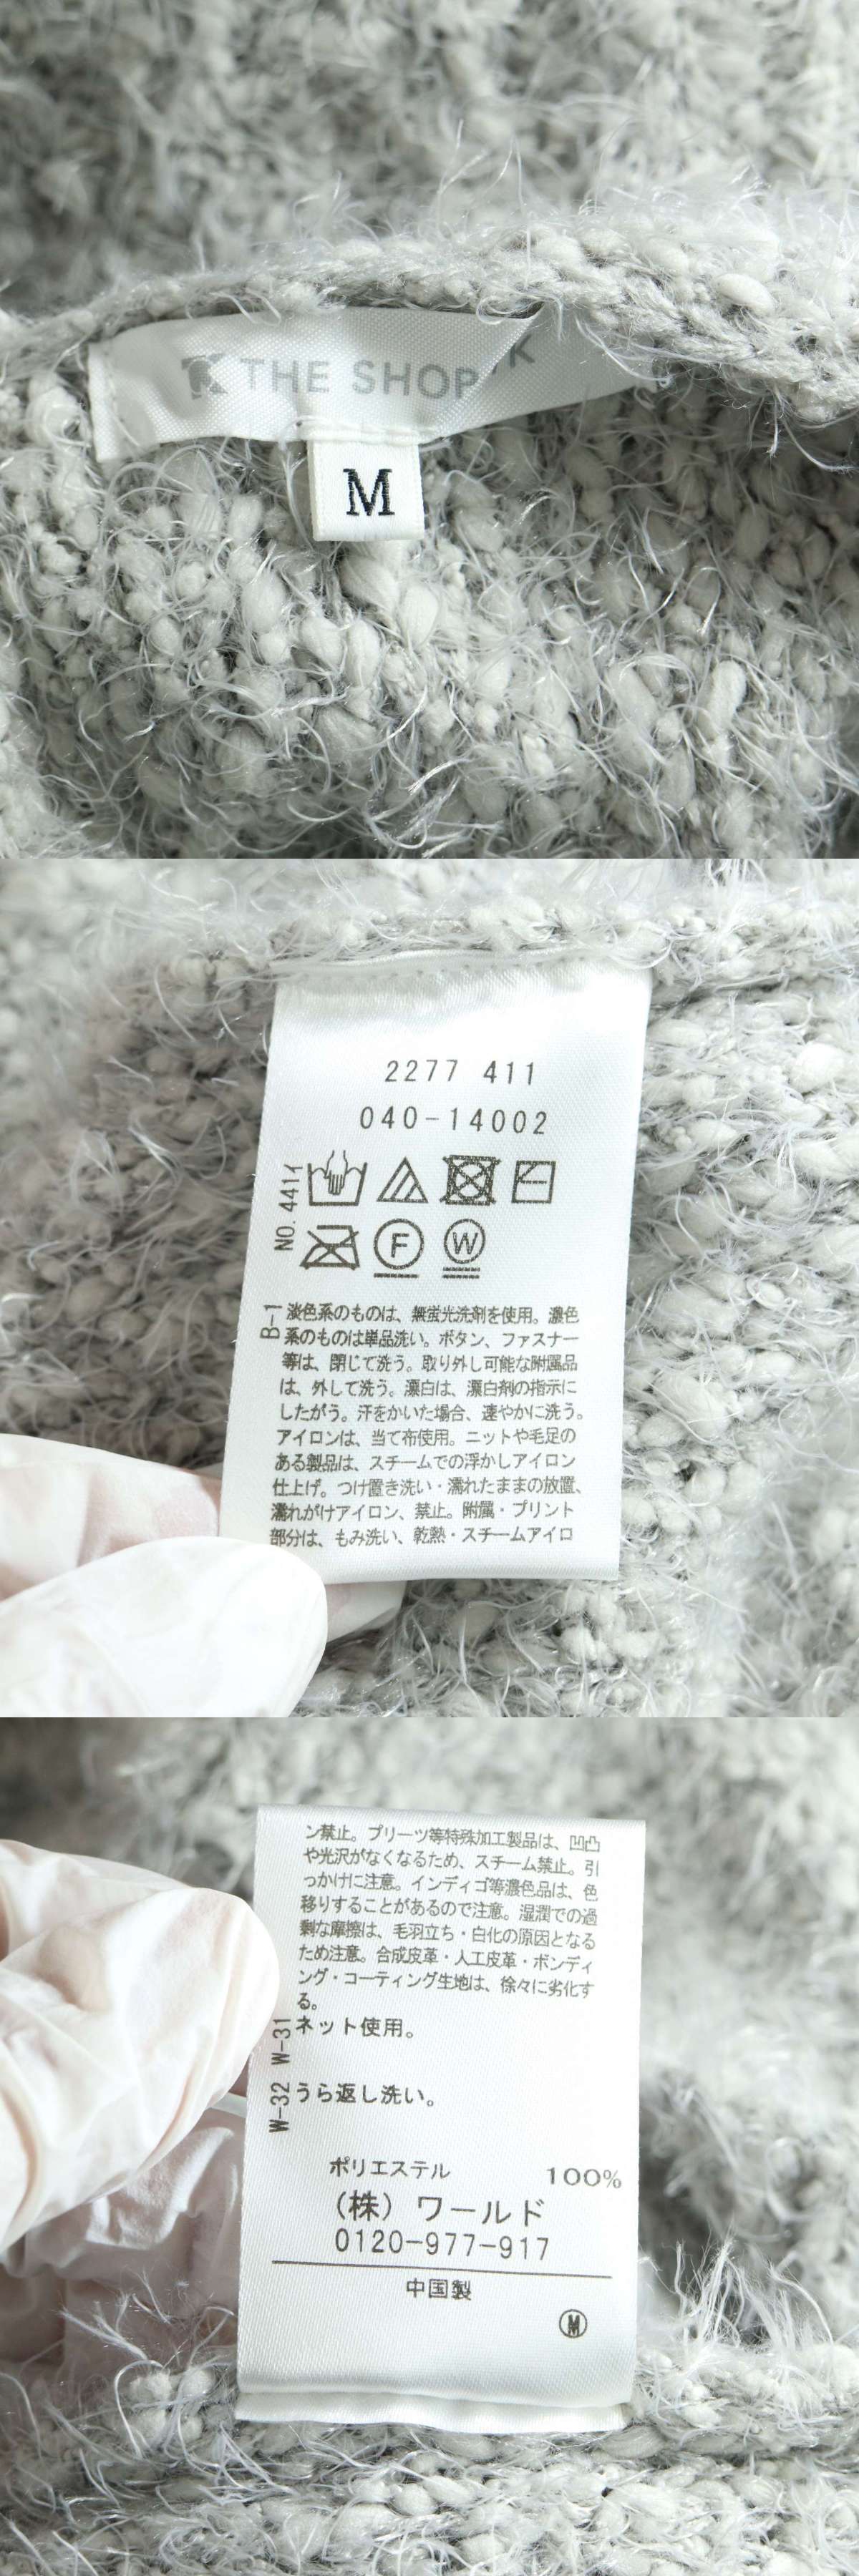 THE SHOP TK
M
2277 411
040-14002
NO. 441イ
F
W
B-1
淡色系のものは、無蛍光洗剤を使用。濃色
系のものは単品洗い。ボタン、ファスナー
等は、閉じて洗う。取り外し可能な附属品
は、外して洗う。漂白は、漂白剤の指示に
したがう。汗をかいた場合、速やかに洗う。
アイロンは、当て布使用。ニットや毛足の
ある製品は、スチームでの浮かしアイロン
仕上げ。つけ置き洗い・濡れたままの放置、
濡れがけアイロン、禁止。附属・プリント
部分は、もみ洗い、乾熱・スチームアイロ
ン禁止。プリーツ等特殊加工製品は、凹凸
や光沢がなくなるため、スチーム禁止。引
っかけに注意。インディゴ等濃色品は、色
移りすることがあるので注意。湿潤での過
剰な摩擦は、毛羽立ち・白化の原因となる
ため注意。合成皮革・人工皮革・ボンディ
ング・コーティング生地は、徐々に劣化す
る。
W-31
ネット使用。
W-32
うら返し洗い。
ポリエステル 100%
(株) ワールド
0120-977-917
中国製
M